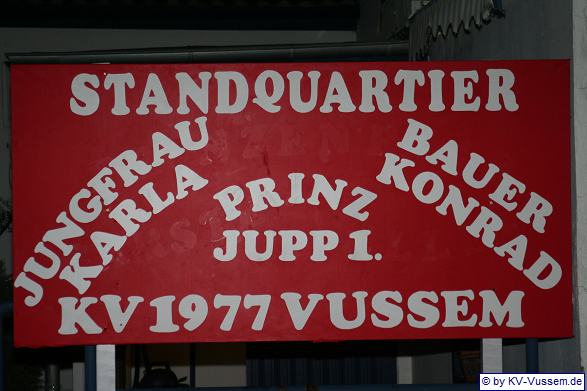 STANDQUARTIER
JUNGFRAU
KARLA
PRINZ
JUPP 1.
BAUER
KONRAD
KV 1977 VUSSEM
© by KV-Vussem.de